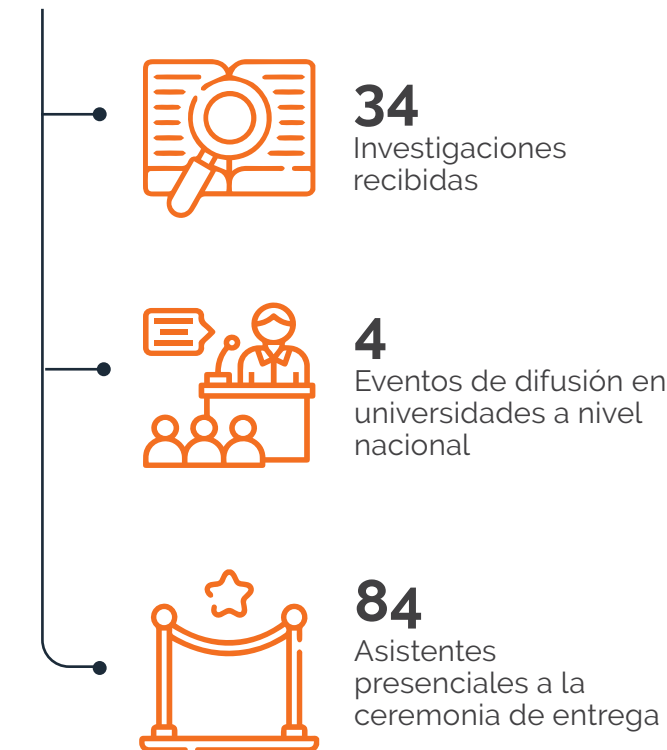 34
Investigaciones
recibidas
4
Eventos de difusión en
universidades a nivel
nacional
84
Asistentes
presenciales a la
ceremonia de entrega